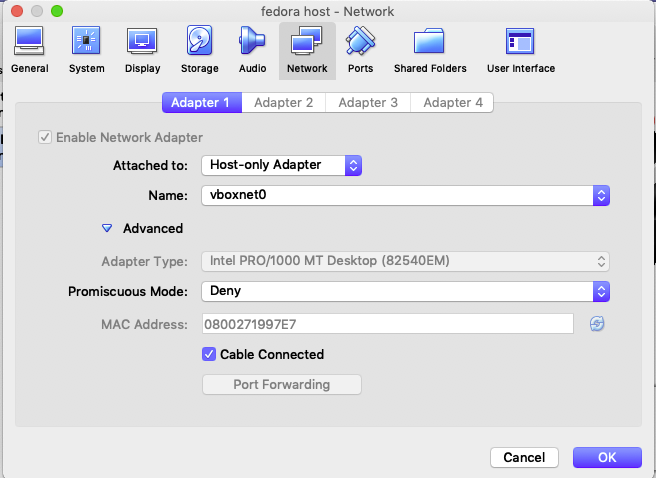 fedora host - Network
General
System
Display
Storage
Audio
Network
Ports
Shared Folders
User Interface
Adapter 1
Adapter 2
Adapter 3
Adapter 4
Enable Network Adapter
Attached to: Host-only Adapter
Name: vboxnet0
Advanced
Adapter Type: Intel PRO/1000 MT Desktop (82540EM)
Promiscuous Mode: Deny
MAC Address: 0800271997E7
Cable Connected
Port Forwarding
Cancel
OK